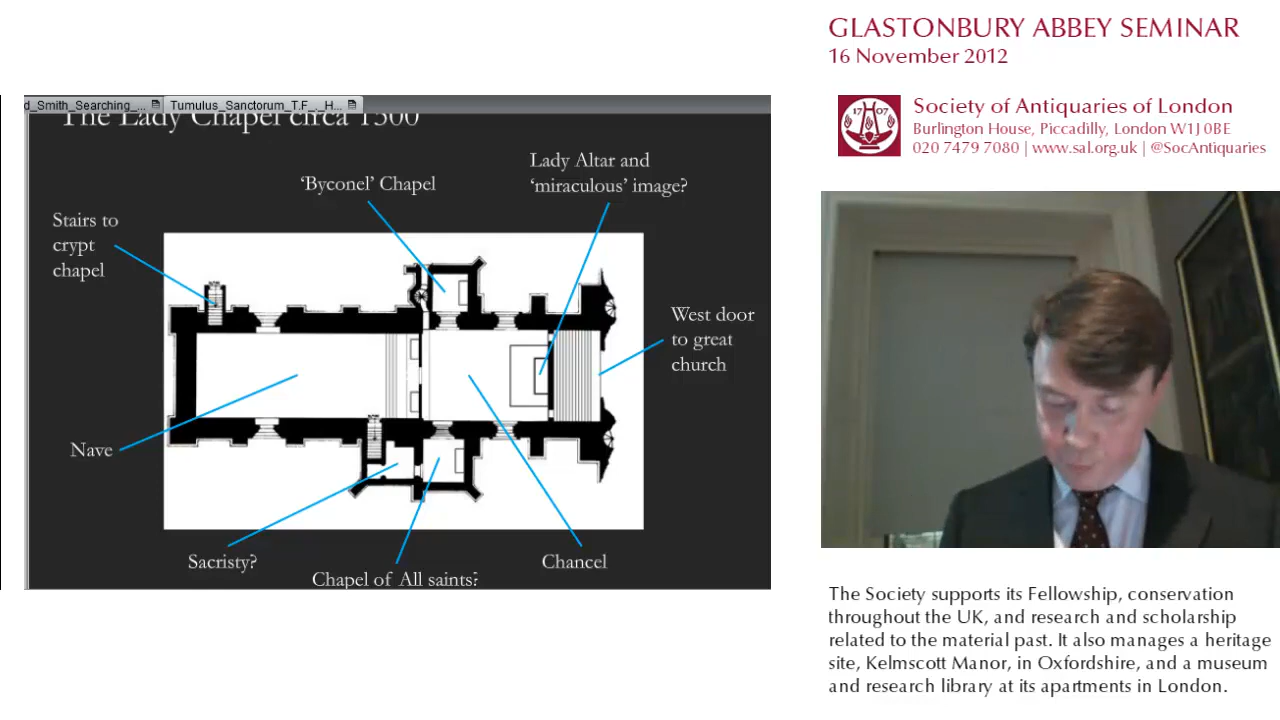 GLASTONBURY ABBEY SEMINAR
16 November 2012
17 07
Society of Antiquaries of London
Burlington House, Piccadilly, London W1J 0BE
020 7479 7080 | www.sal.org.uk | @SocAntiquaries
d_Smith_Searching_...
Tumulus_Sanctorum_T.F_._H...
The Lady Chapel circa 1500
'Byconel' Chapel
Lady Altar and
'miraculous' image?
Stairs to
crypt
chapel
West door
to great
church
Nave
Sacristy?
Chapel of All saints?
Chancel
The Society supports its Fellowship, conservation
throughout the UK, and research and scholarship
related to the material past. It also manages a heritage
site, Kelmscott Manor, in Oxfordshire, and a museum
and research library at its apartments in London.